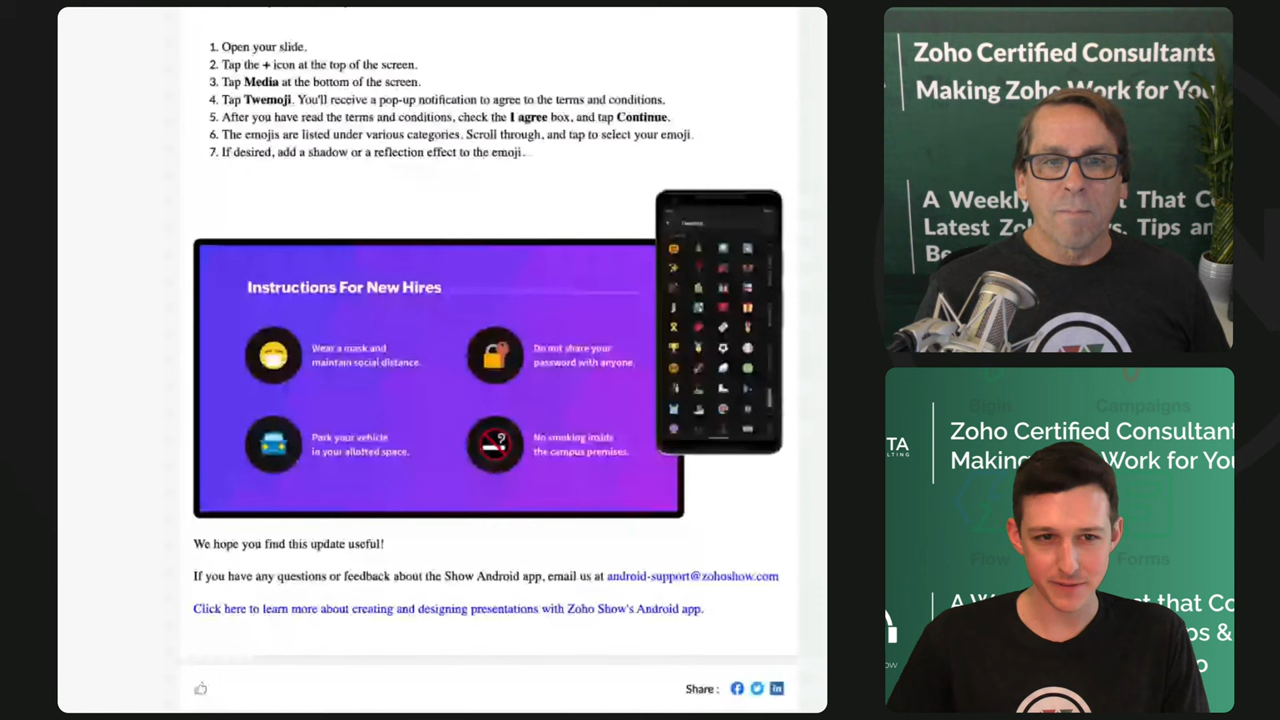 1. Open your slide.
2. Tap the + icon at the top of the screen.
3. Tap Media at the bottom of the screen.
4. Tap Twemoji. You'll receive a pop-up notification to agree to the terms and conditions.
5. After you have read the terms and conditions, check the I agree box, and tap Continue.
6. The emojis are listed under various categories. Scroll through, and tap to select your emoji.
7. If desired, add a shadow or a reflection effect to the emoji.
Instructions For New Hires
Wear a mask and
maintain social distance.
Do not share your
password with anyone.
Park your vehicle
in your allotted space.
No smoking inside
the campus premises.
We hope you find this update useful!
If you have any questions or feedback about the Show Android app, email us at android-support@zohoshow.com
Click here to learn more about creating and designing presentations with Zoho Show's Android app.
Share :
Zoho Certified Consultants
Making Zoho Work for You
A Weekly t That Co
Latest Zo s, Tips an
Be
Bigin Campaigns
Zoho Certified Consultant
Making Work for You
Flow Forms
A W t that Co
ps &
o